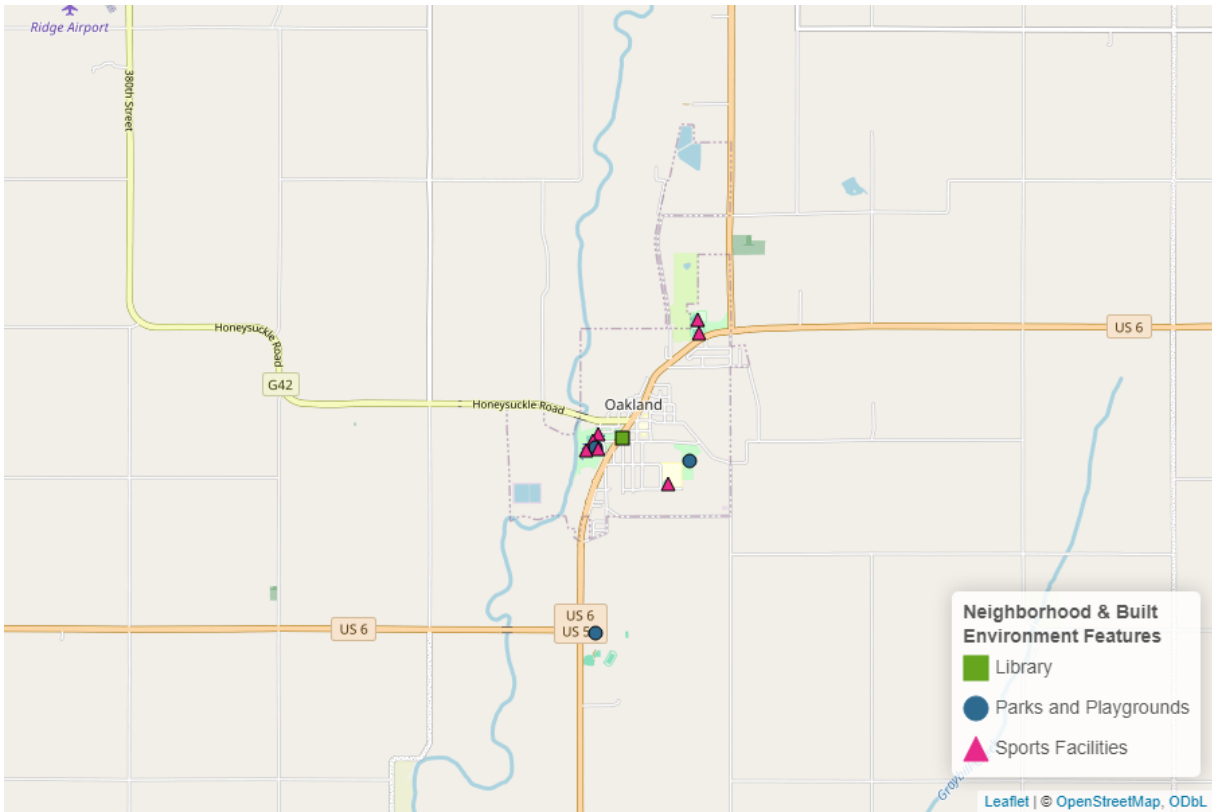 Ridge Airport
380th Street
Honeysuckle Road
US 6
G42
Honeysuckle Road
Oakland
US 6
US 6
US
Neighborhood & Built
Environment Features
Library
Parks and Playgrounds
Sports Facilities
Leaflet | © OpenStreetMap, ODbL